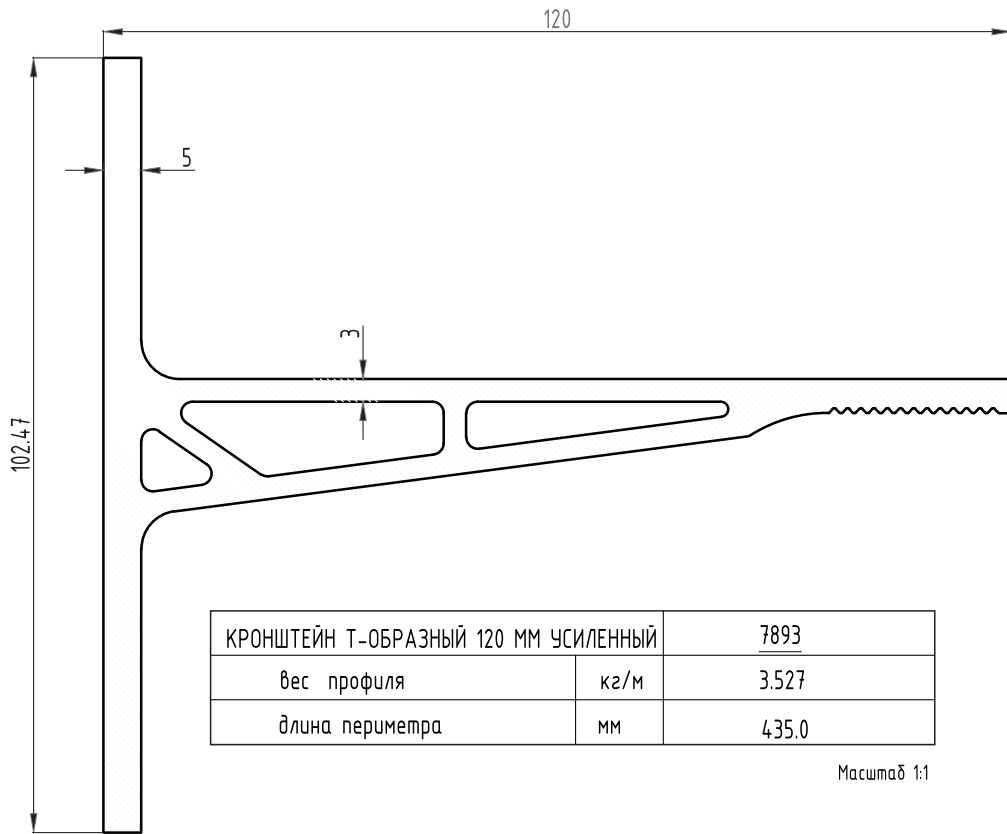 120
5
3
102.47
КРОНШТЕЙН Т-ОБРАЗНЫЙ 120 ММ УСИЛЕННЫЙ 7893
вес профиля кг/м 3.527
длина периметра мм 435.0
Масштаб 1:1